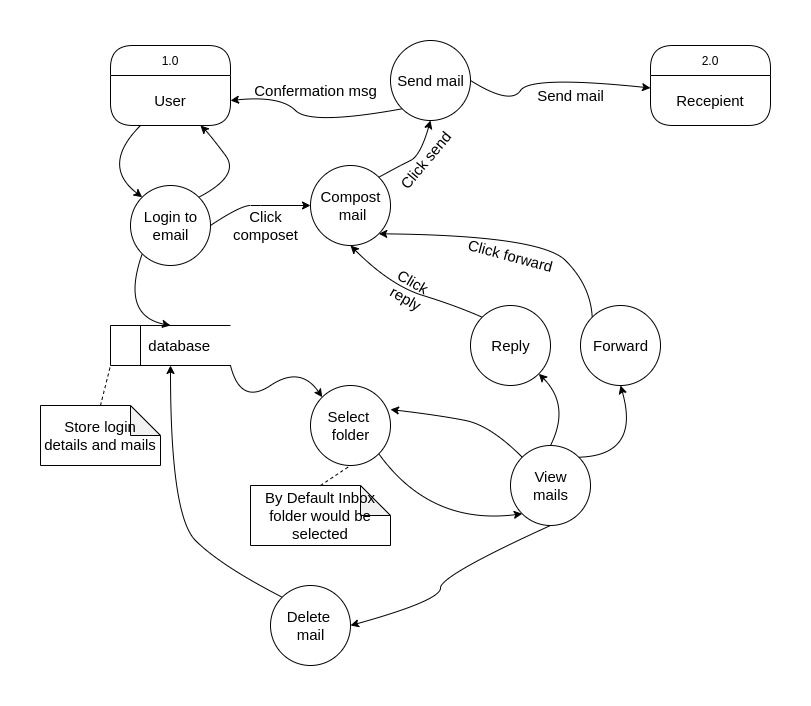 1.0
User
Send mail
2.0
Recepient
Confermation msg
Send mail
Click send
Login to
email
Click
composet
Compost
mail
Click forward
Click
reply
database
Reply
Forward
Store login
details and mails
Select
folder
By Default Inbox
folder would be
selected
View
mails
Delete
mail